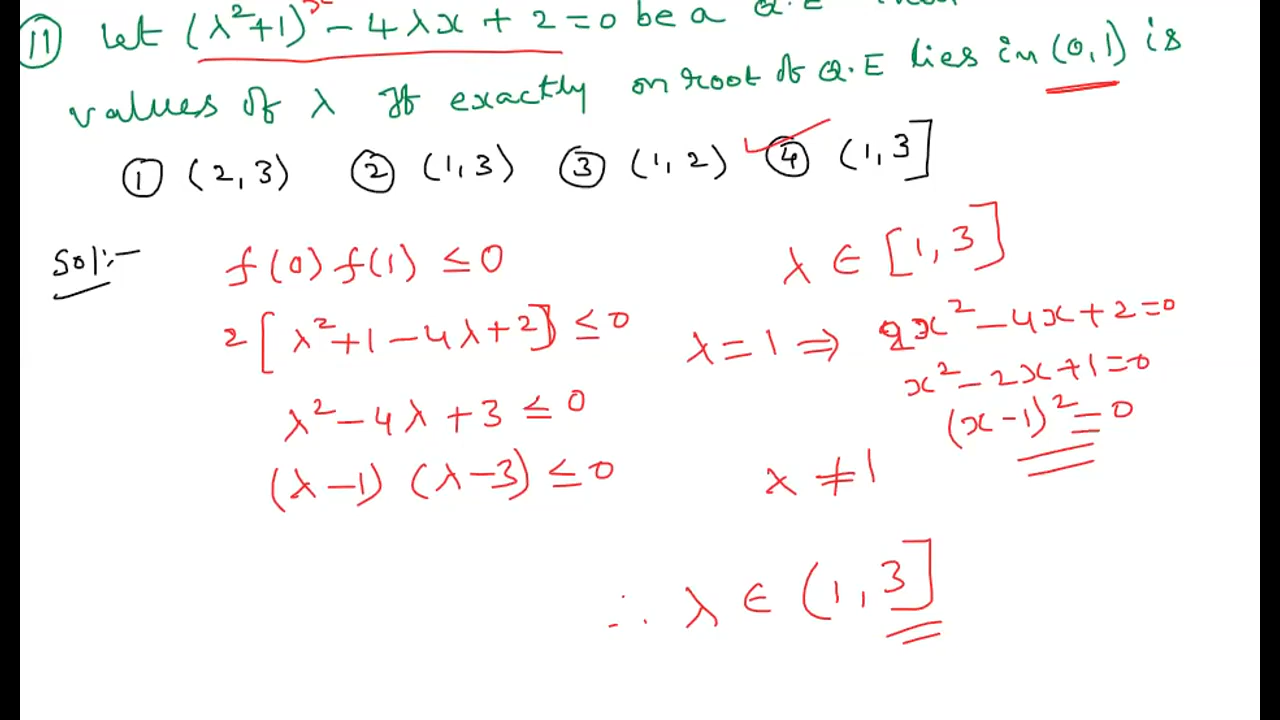 11 Let (λ²+1)x² - 4λx + 2 = 0 be a Q.E
values of λ If exactly on root of Q.E lies in (0,1) is
① (2,3) ② (1,3) ③ (1,2) ④ (1,3]
Sol:-
f(0) f(1) ≤ 0
2[λ²+1-4λ+2] ≤ 0
λ²-4λ+3 ≤ 0
(λ-1) (λ-3) ≤ 0
λ ∈ [1,3]
λ=1 ⇒ 2x²-4x+2=0
x²-2x+1=0
(x-1)²=0
λ ≠ 1
∴ λ ∈ (1,3]